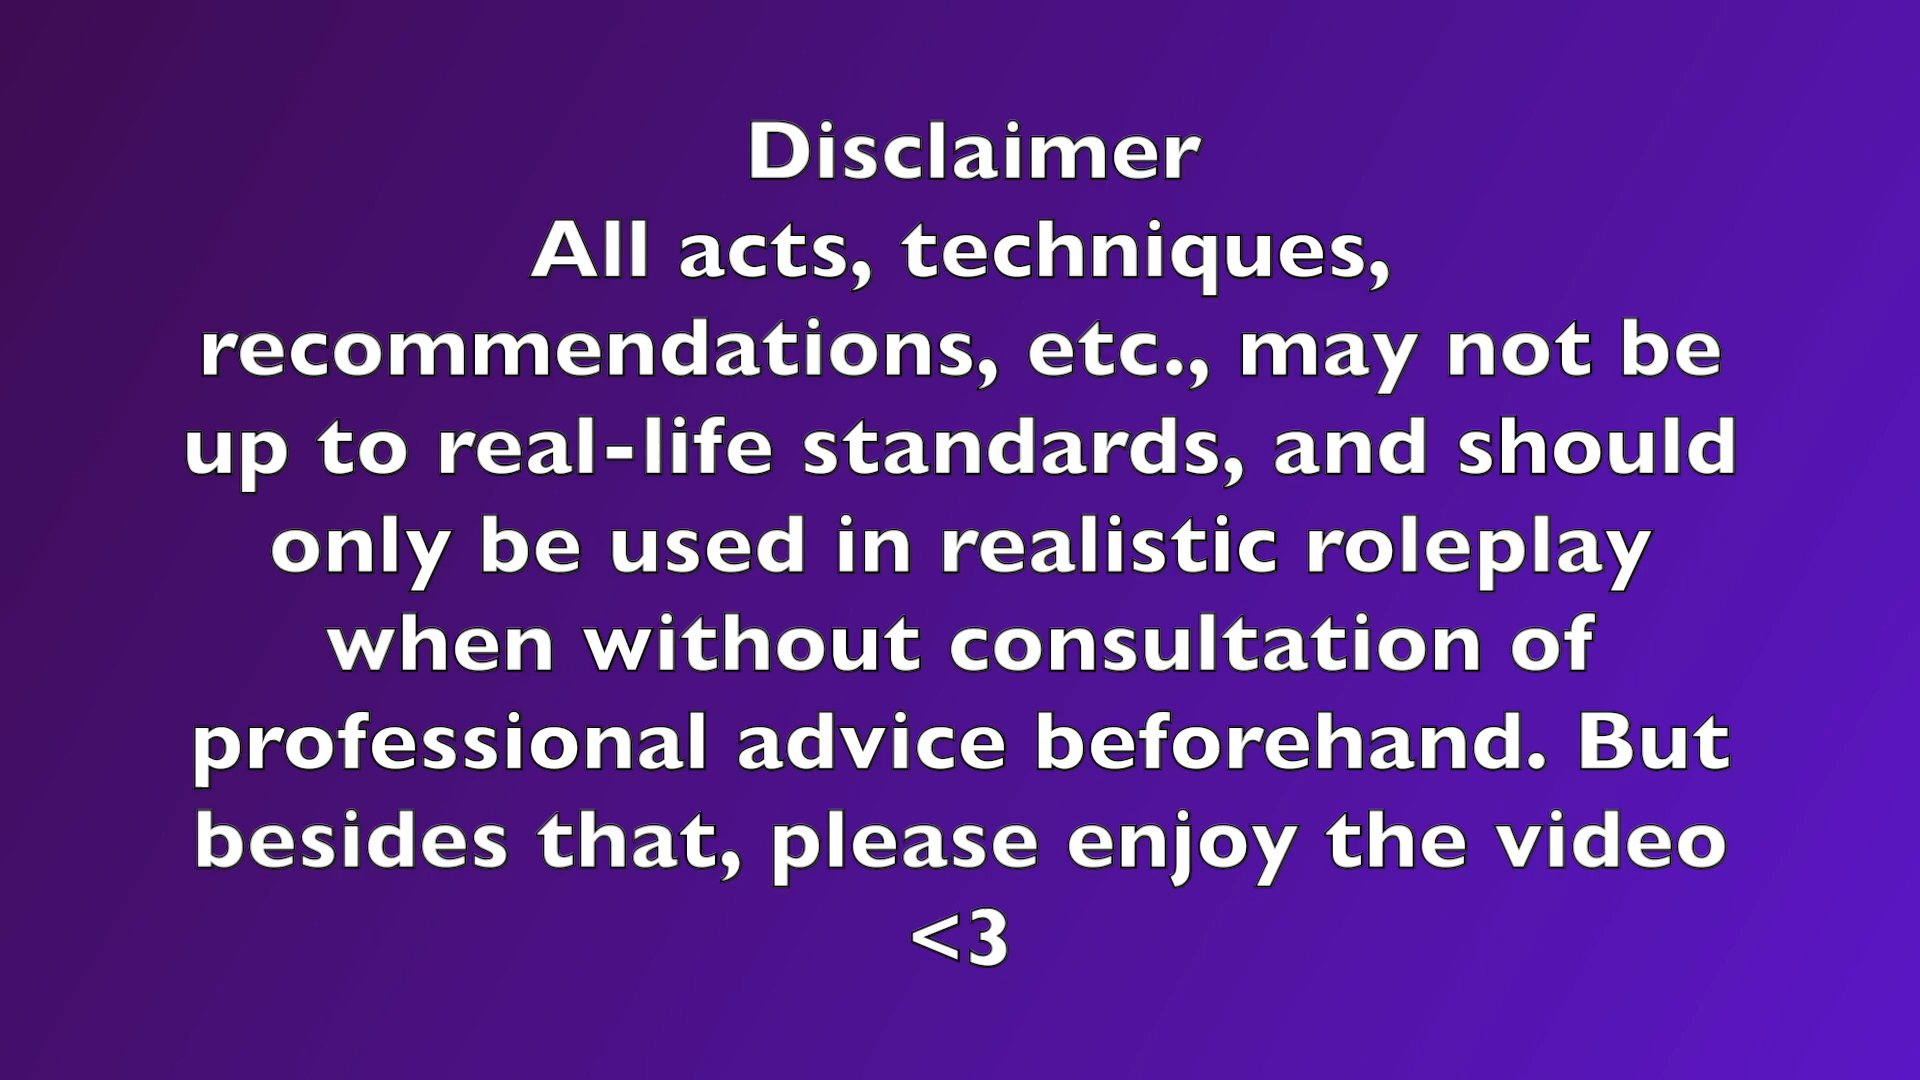 Disclaimer
All acts, techniques,
recommendations, etc., may not be
up to real-life standards, and should
only be used in realistic roleplay
when without consultation of
professional advice beforehand. But
besides that, please enjoy the video
<3